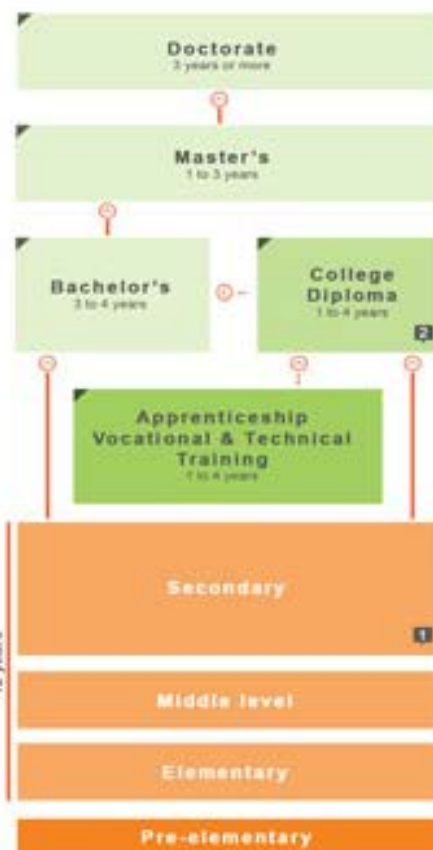 Doctorate
3 years or more
Master's
1 to 3 years
Bachelor's
3 to 4 years
College
Diploma
1 to 4 years
2
Apprenticeship
Vocational & Technical
Training
1 to 4 years
Secondary
1
Middle level
Elementary
Pre-elementary